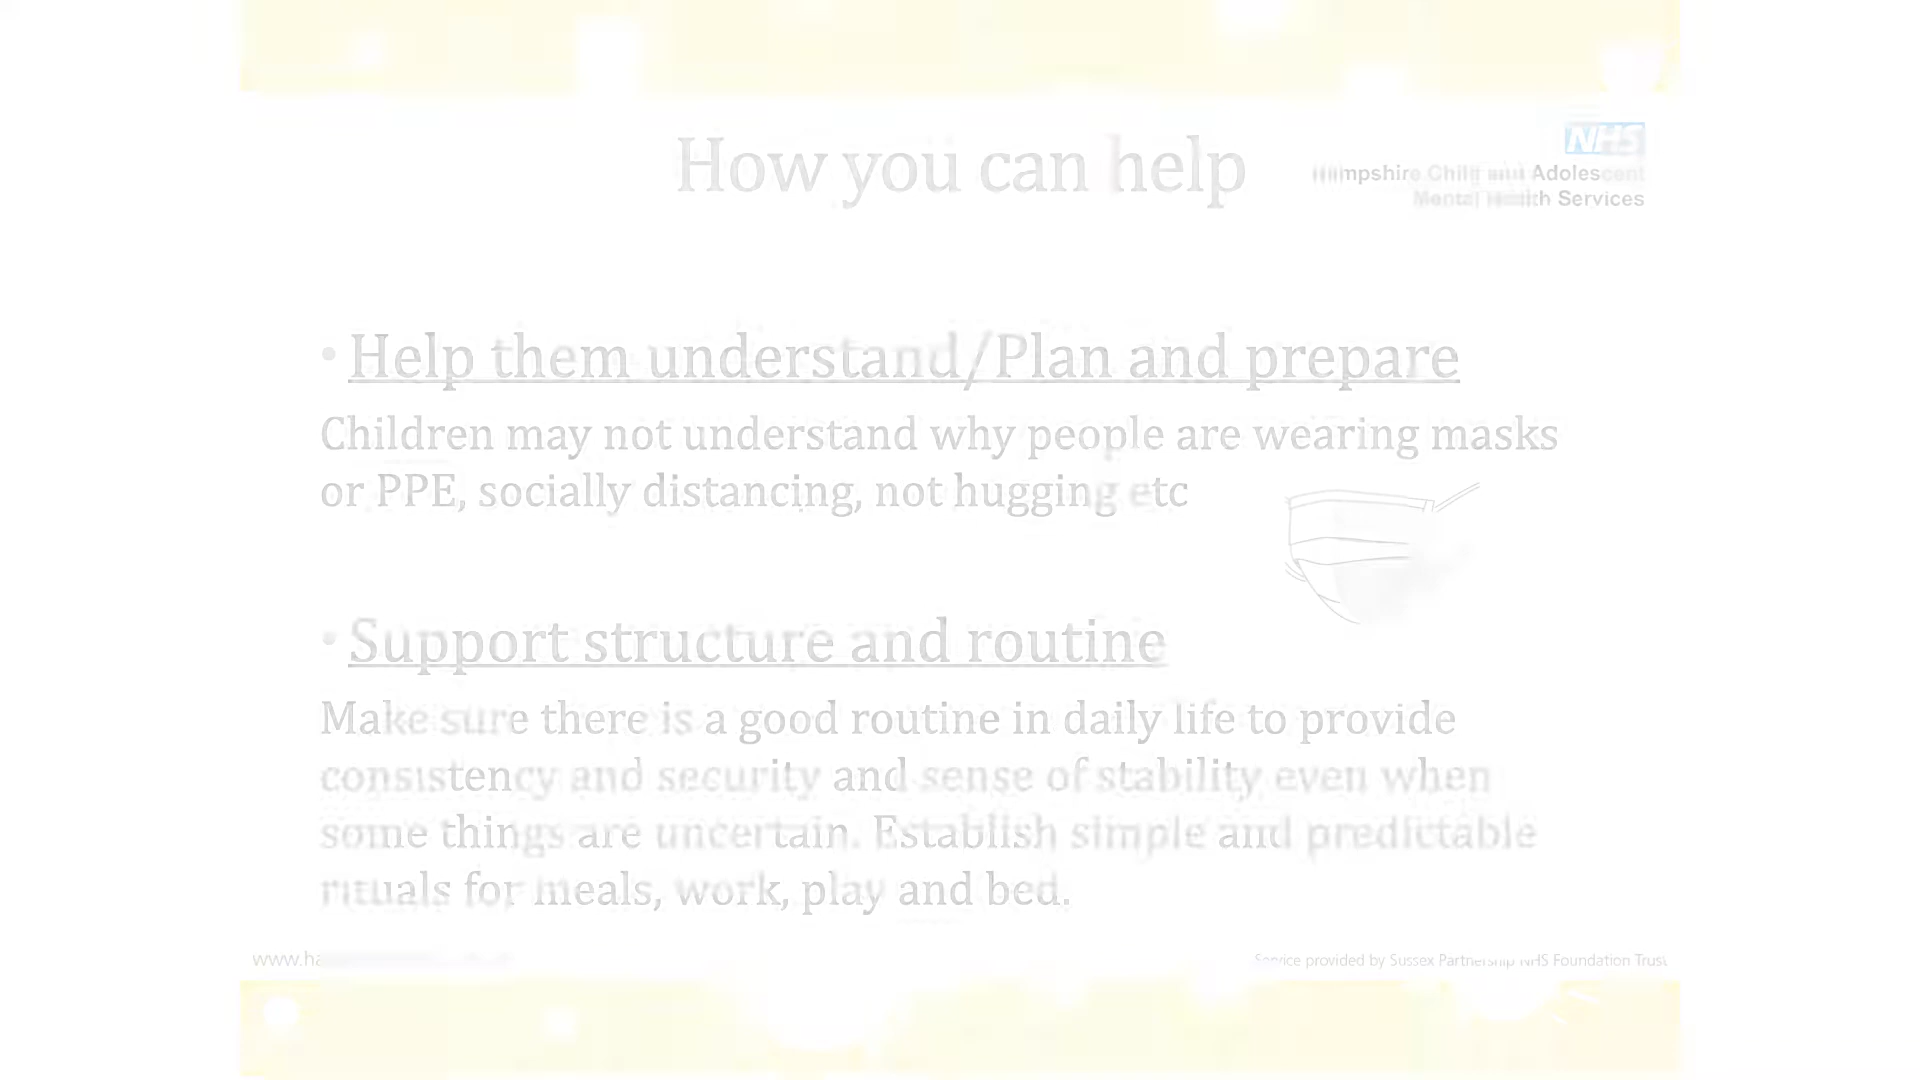 How you can help
NHS
Hampshire Child and Adolescent
Mental Health Services
• Help them understand/Plan and prepare
Children may not understand why people are wearing masks
or PPE, socially distancing, not hugging etc
• Support structure and routine
Make sure there is a good routine in daily life to provide
consistency and security and sense of stability even when
some things are uncertain. Establish simple and predictable
rituals for meals, work, play and bed.
Service provided by Sussex Partnership NHS Foundation Trust